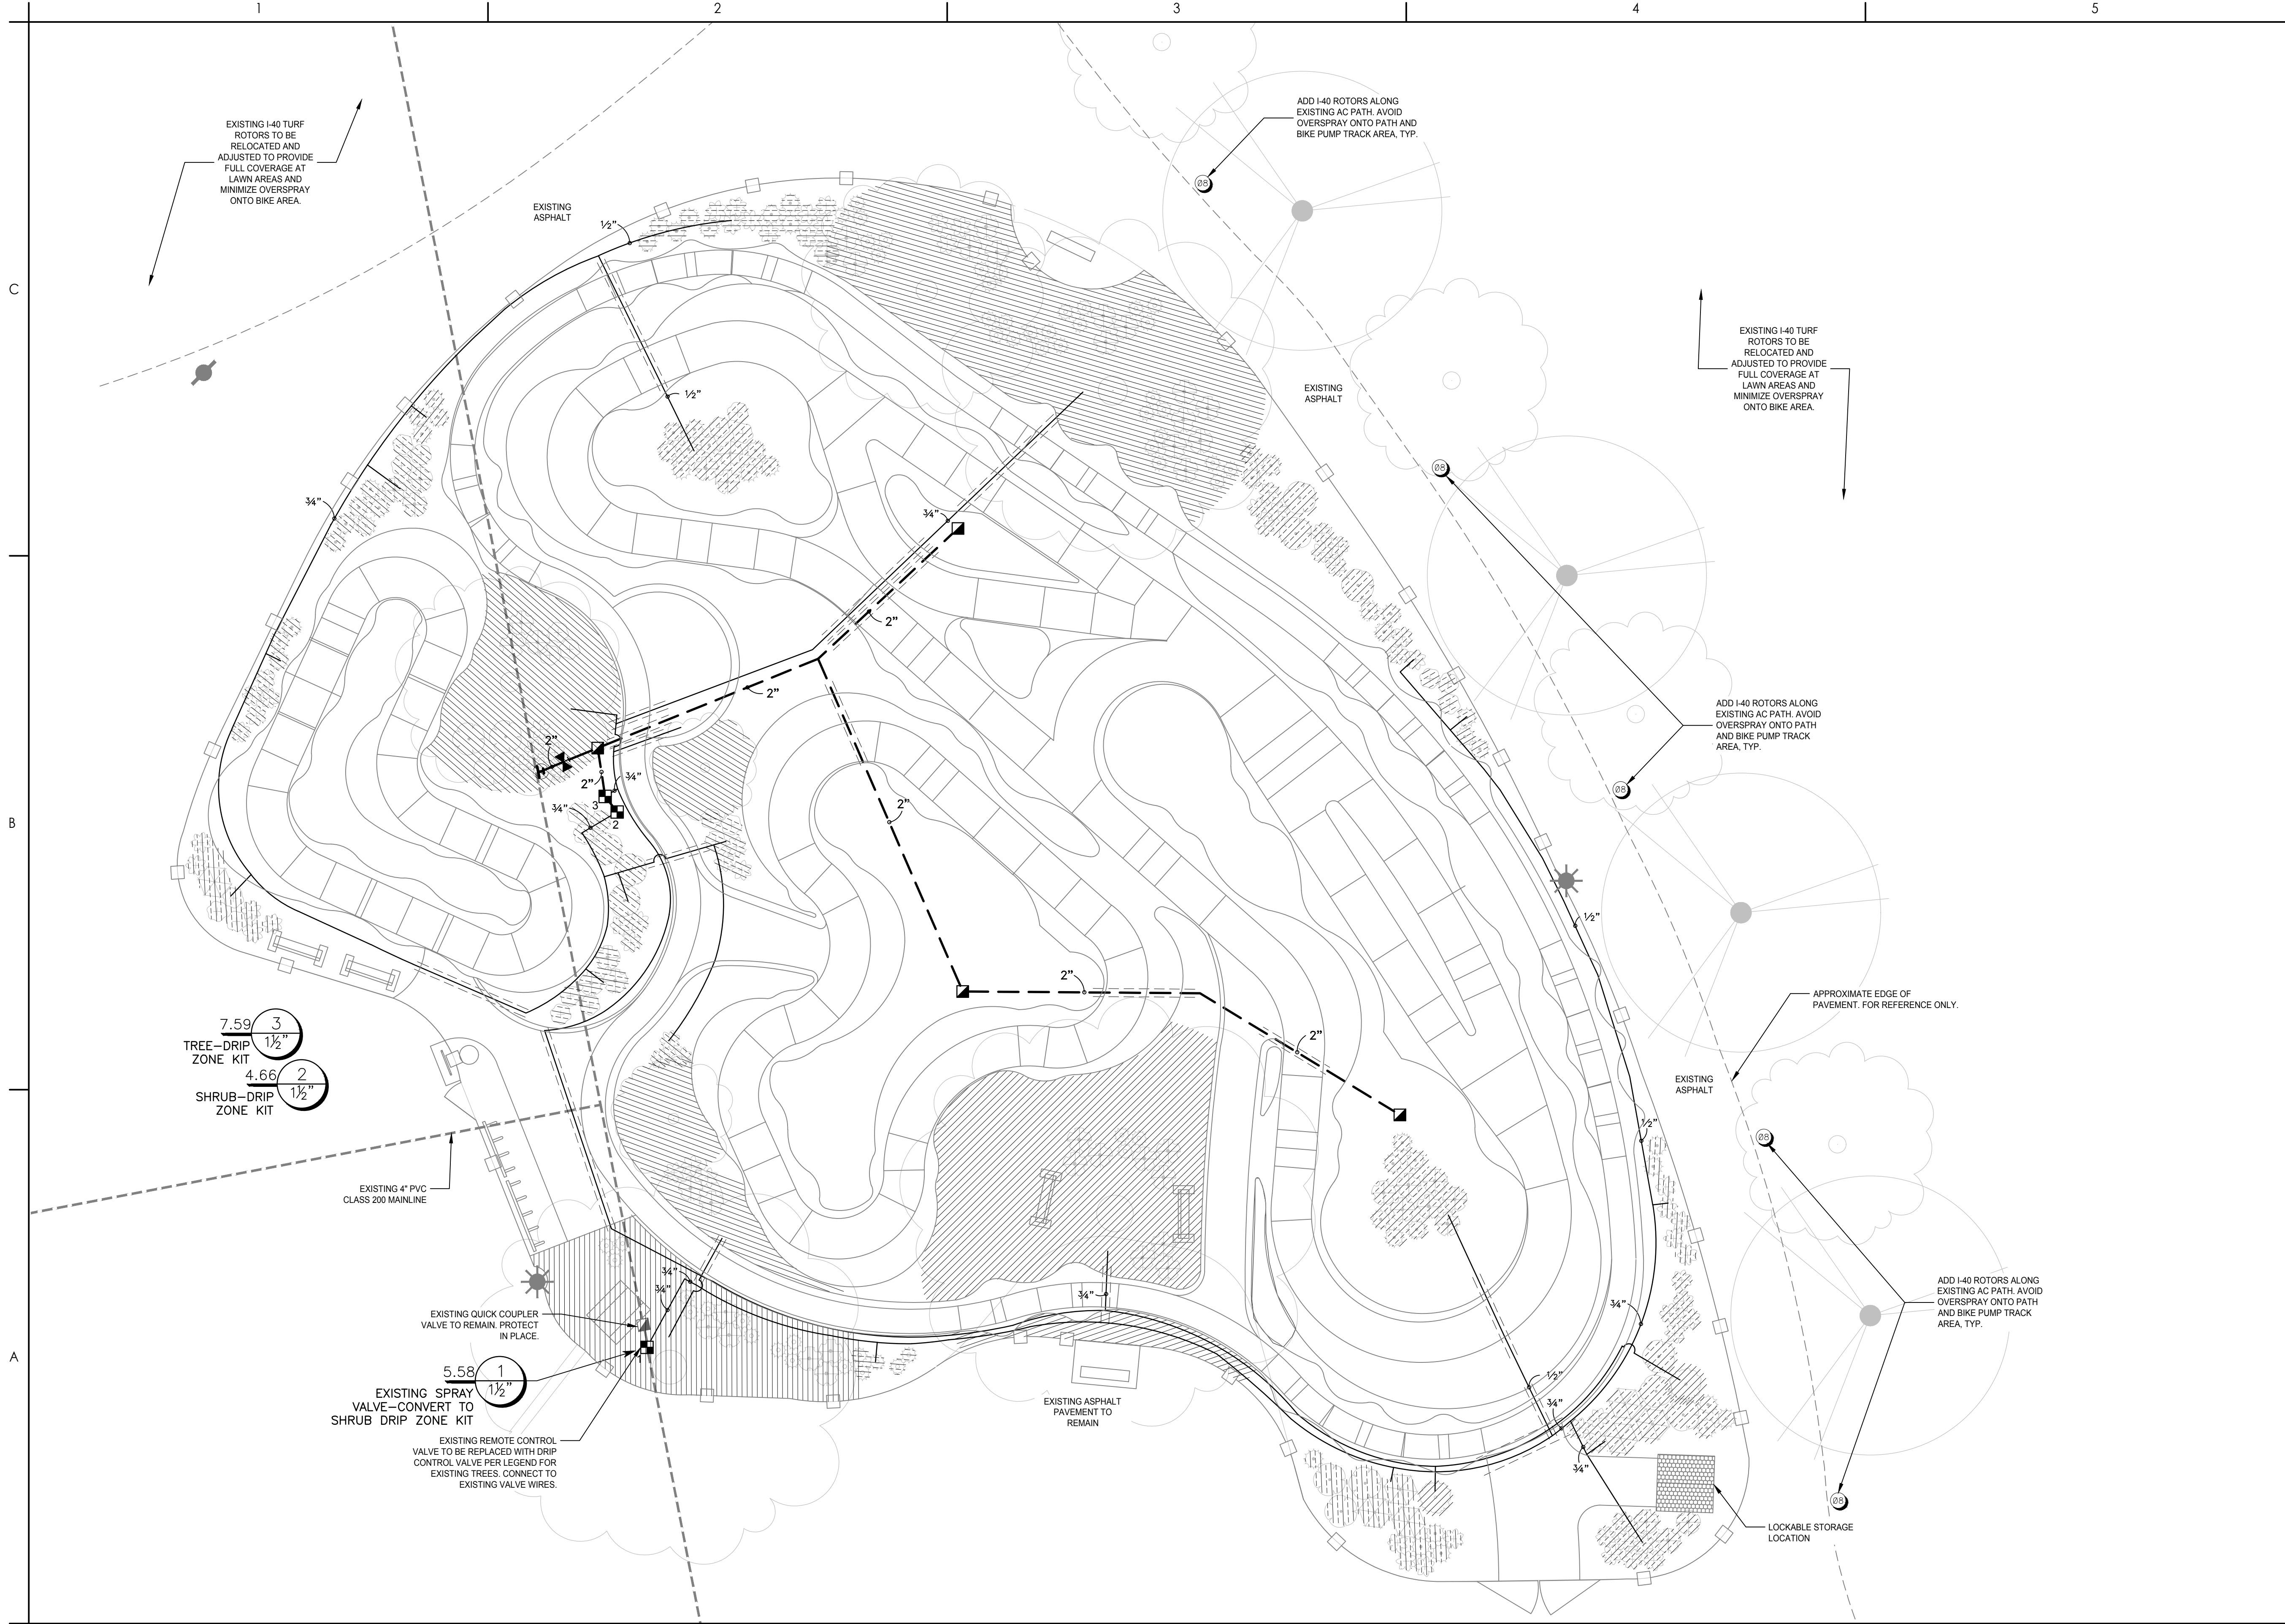 1
2
3
4
5
C
B
A
EXISTING I-40 TURF
ROTORS TO BE
RELOCATED AND
ADJUSTED TO PROVIDE
FULL COVERAGE AT
LAWN AREAS AND
MINIMIZE OVERSPRAY
ONTO BIKE AREA.
EXISTING
ASPHALT
½"
ADD I-40 ROTORS ALONG
EXISTING AC PATH. AVOID
OVERSPRAY ONTO PATH AND
BIKE PUMP TRACK AREA, TYP.
Ø8
EXISTING I-40 TURF
ROTORS TO BE
RELOCATED AND
ADJUSTED TO PROVIDE
FULL COVERAGE AT
LAWN AREAS AND
MINIMIZE OVERSPRAY
ONTO BIKE AREA.
EXISTING
ASPHALT
½"
Ø8
¾"
¾"
2"
2"
ADD I-40 ROTORS ALONG
EXISTING AC PATH. AVOID
OVERSPRAY ONTO PATH
AND BIKE PUMP TRACK
AREA, TYP.
Ø8
2"
2"
¾"
3
¾"
2
2"
½"
2"
APPROXIMATE EDGE OF
PAVEMENT. FOR REFERENCE ONLY.
7.59
3
1½"
TREE-DRIP
ZONE KIT
4.66
2
1½"
SHRUB-DRIP
ZONE KIT
2"
EXISTING
ASPHALT
½"
Ø8
EXISTING 4" PVC
CLASS 200 MAINLINE
¾"
¾"
¾"
¾"
EXISTING QUICK COUPLER
VALVE TO REMAIN. PROTECT
IN PLACE.
1
ADD I-40 ROTORS ALONG
EXISTING AC PATH. AVOID
OVERSPRAY ONTO PATH
AND BIKE PUMP TRACK
AREA, TYP.
5.58
1
1½"
EXISTING SPRAY
VALVE-CONVERT TO
SHRUB DRIP ZONE KIT
EXISTING ASPHALT
PAVEMENT TO
REMAIN
½"
¾"
¾"
EXISTING REMOTE CONTROL
VALVE TO BE REPLACED WITH DRIP
CONTROL VALVE PER LEGEND FOR
EXISTING TREES. CONNECT TO
EXISTING VALVE WIRES.
Ø8
LOCKABLE STORAGE
LOCATION